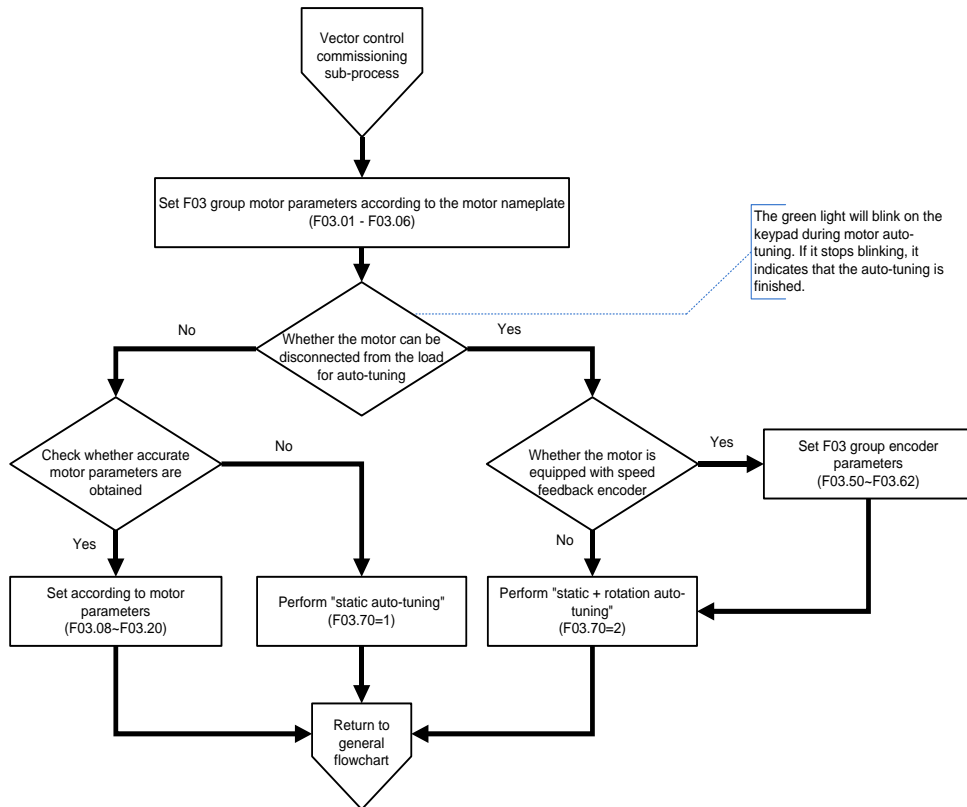 Vector control
commissioning
sub-process
Set F03 group motor parameters according to the motor nameplate
(F03.01 - F03.06)
The green light will blink on the
keypad during motor auto-
tuning. If it stops blinking, it
indicates that the auto-tuning is
finished.
No
Yes
Whether the motor can be
disconnected from the load
for auto-tuning
Check whether accurate
motor parameters are
obtained
No
Whether the motor is
equipped with speed
feedback encoder
Yes
Set F03 group encoder
parameters
(F03.50~F03.62)
Yes
No
Set according to motor
parameters
(F03.08~F03.20)
Perform "static auto-tuning"
(F03.70=1)
Perform "static + rotation auto-
tuning"
(F03.70=2)
Return to
general
flowchart